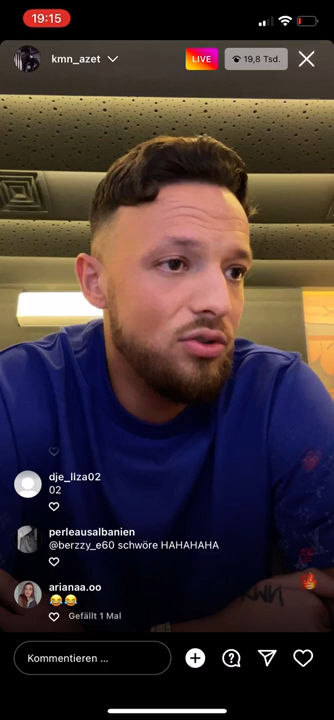 19:15
kmn_azet
LIVE
19,8 Tsd.
dje_llza02
02
perleausalbanien
@berzzy_e60 schwöre HAHAHAHA
arianaa.oo
😂😂
Gefällt 1 Mal
Kommentieren ...